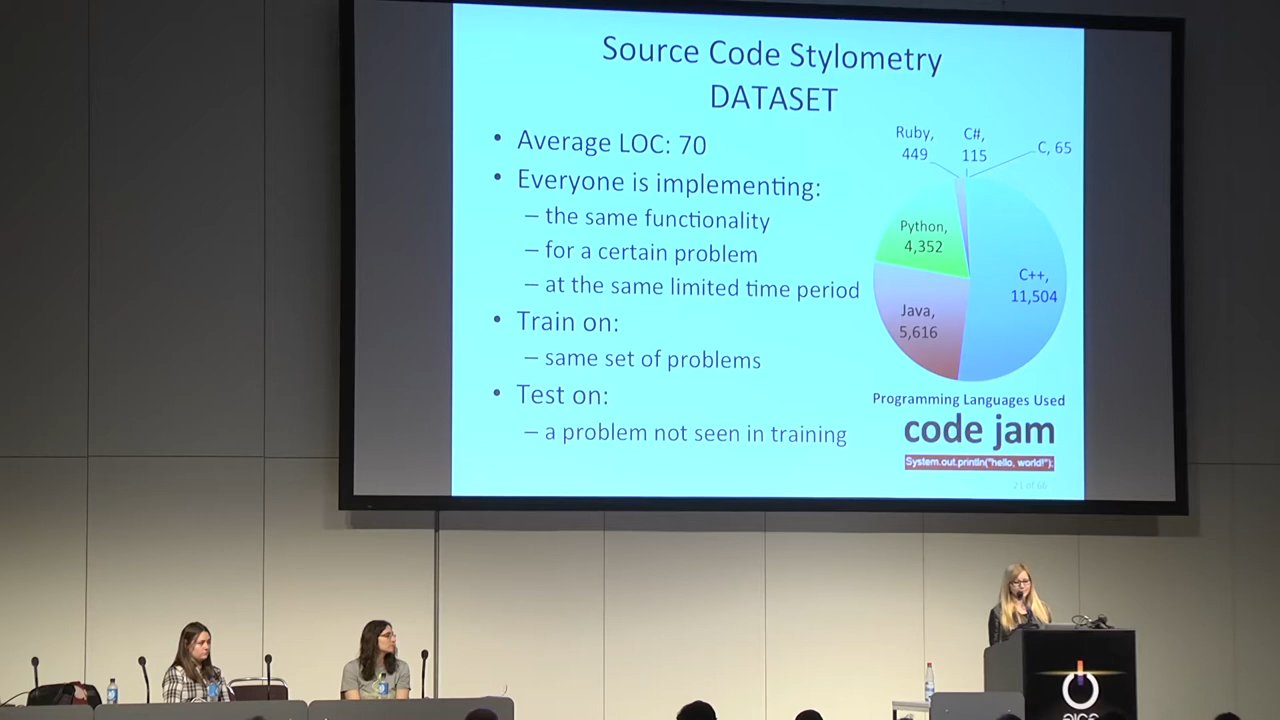 Source Code Stylometry
DATASET
• Average LOC: 70
• Everyone is implementing:
– the same functionality
– for a certain problem
– at the same limited time period
• Train on:
– same set of problems
• Test on:
– a problem not seen in training
Ruby,
449
C#,
115
C, 65
Python,
4,352
C++,
11,504
Java,
5,616
Programming Languages Used
code jam
System.out.println("hello, world!");
21 of 66